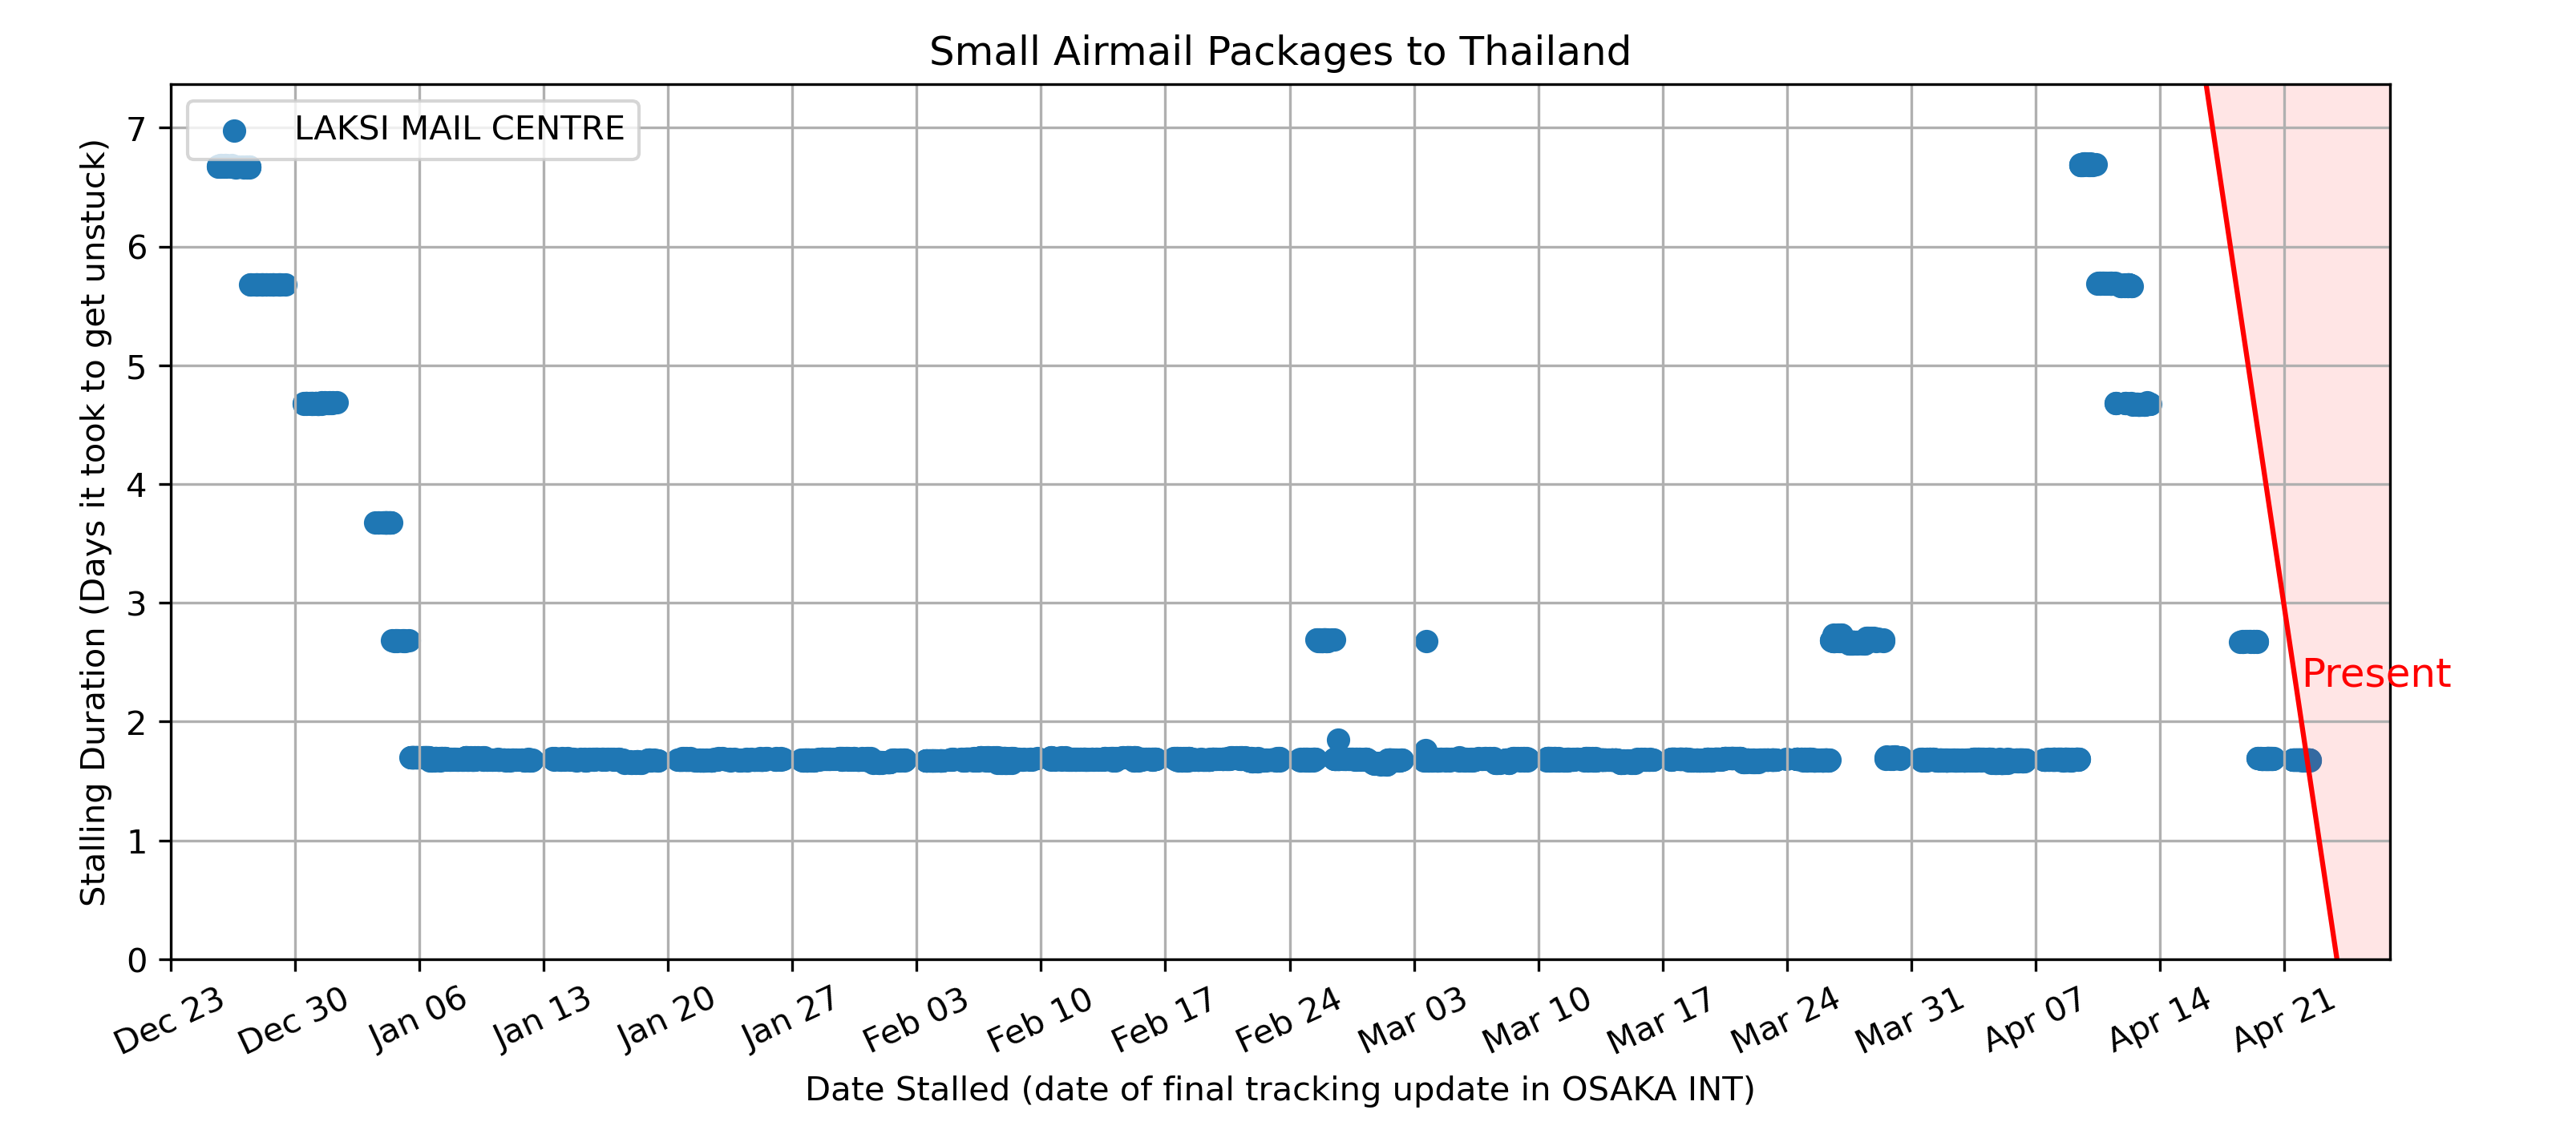 Small Airmail Packages to Thailand
LAKSI MAIL CENTRE
Stalling Duration (Days it took to get unstuck)
7
6
5
4
3
2
1
0
Present
Dec 23
Dec 30
Jan 06
Jan 13
Jan 20
Jan 27
Feb 03
Feb 10
Feb 17
Feb 24
Mar 03
Mar 10
Mar 17
Mar 24
Mar 31
Apr 07
Apr 14
Apr 21
Date Stalled (date of final tracking update in OSAKA INT)